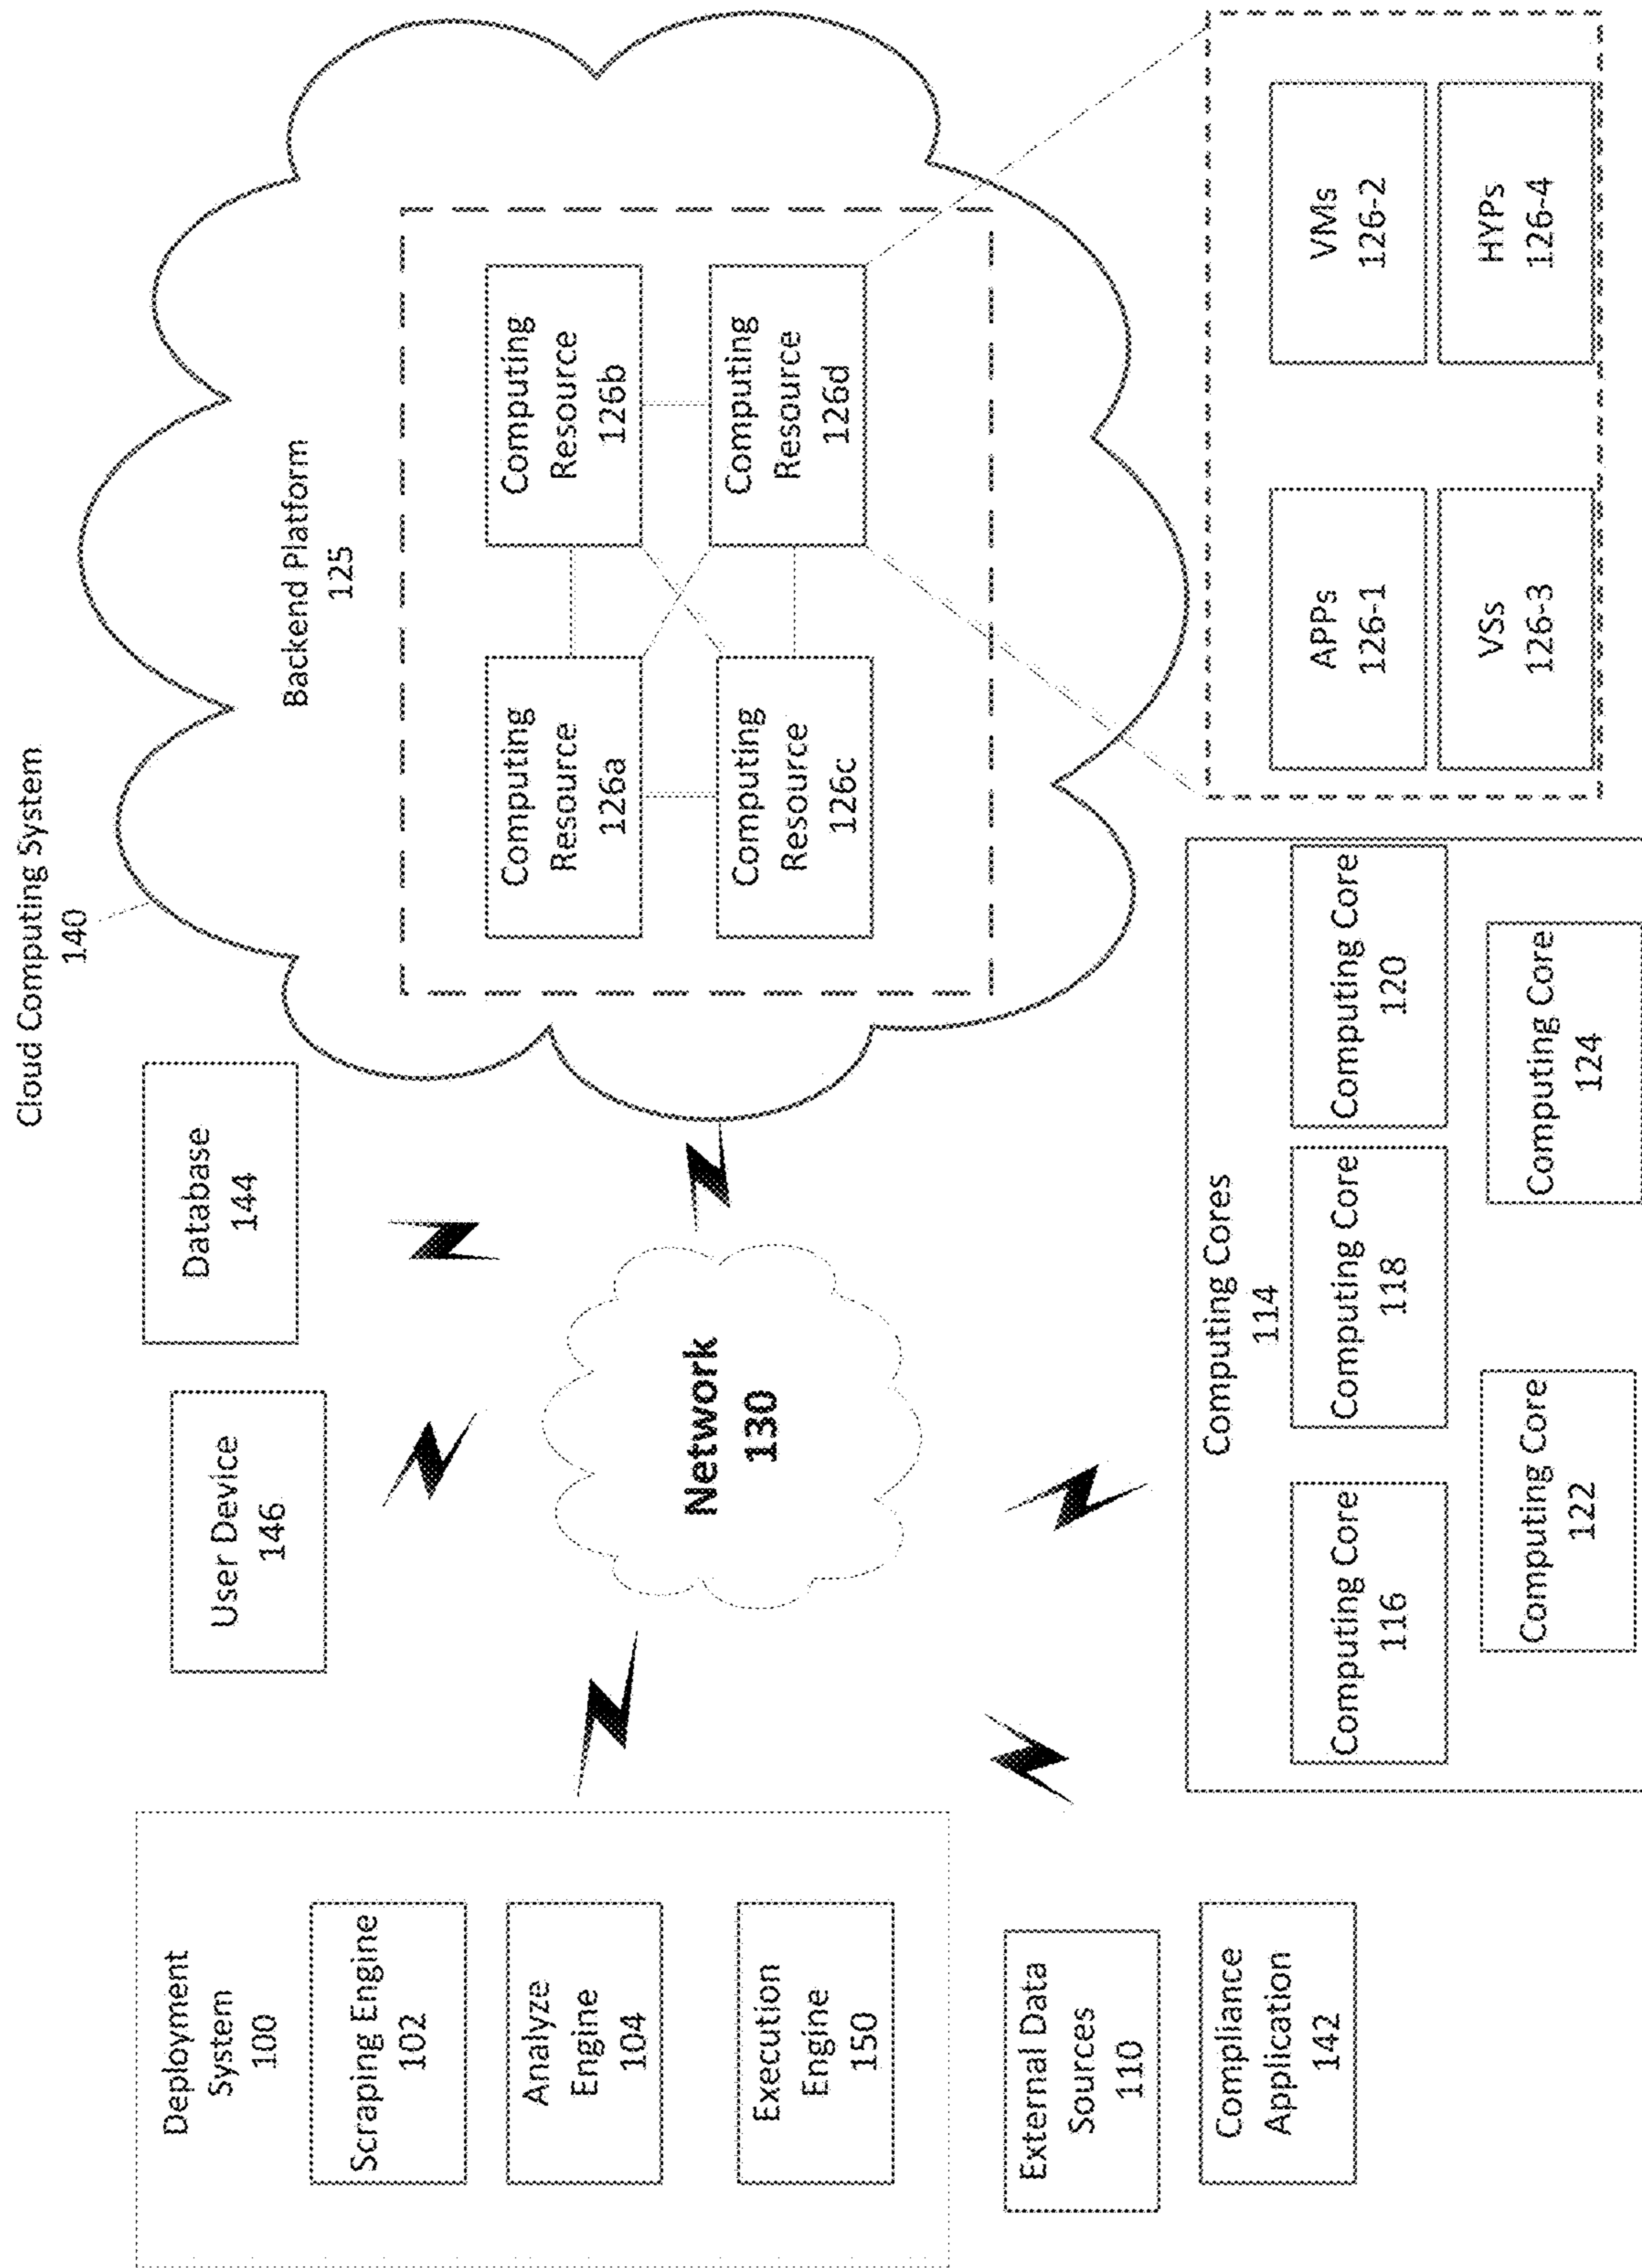 Cloud Computing System
140
Deployment
System
100
Scraping Engine
102
Analyze
Engine
104
Execution
Engine
150
External Data
Sources
110
Compliance
Application
142
User Device
146
Database
144
Network
130
Backend Platform
125
Computing
Resource
126a
Computing
Resource
126b
Computing
Resource
126c
Computing
Resource
126d
Computing Cores
114
Computing Core
116
Computing Core
118
Computing Core
120
Computing Core
122
Computing Core
124
APPs
126-1
VMs
126-2
VSs
126-3
HYPs
126-4